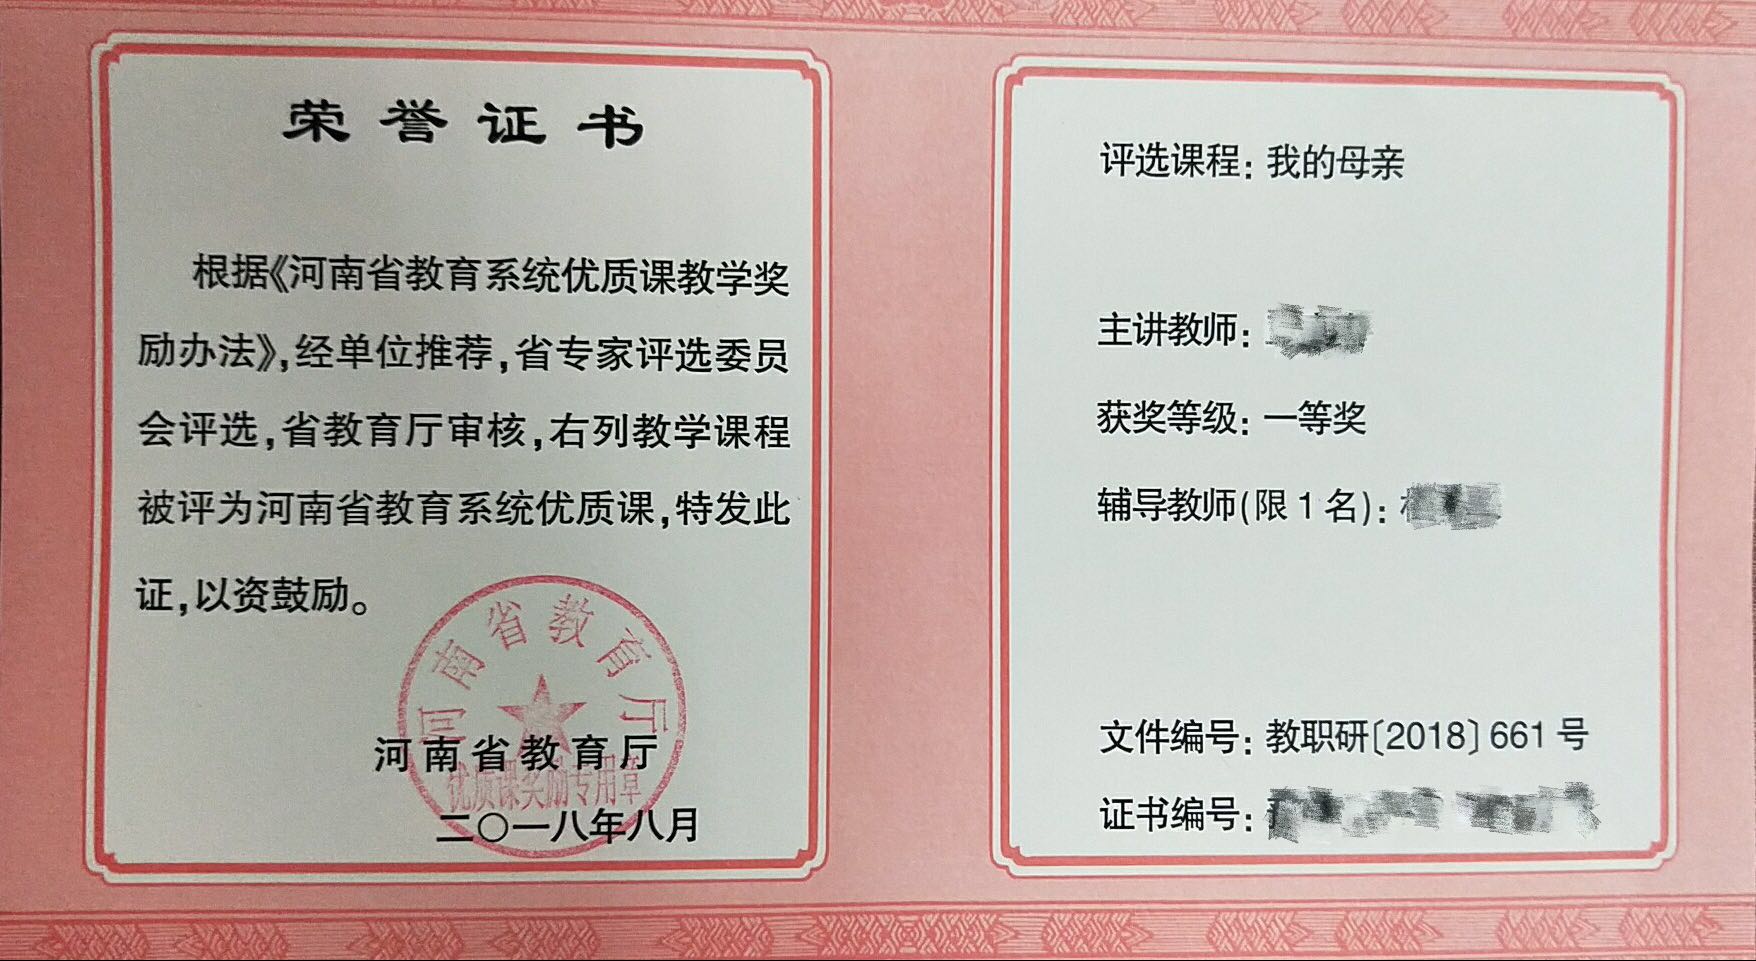 荣誉证书
根据《河南省教育系统优质课教学奖
励办法》,经单位推荐,省专家评选委员
会评选,省教育厅审核,右列教学课程
被评为河南省教育系统优质课,特发此
证,以资鼓励。
河南省教育厅
优质课奖励专用章
河南省教育厅
二〇一八年八月
评选课程:我的母亲
主讲教师:
获奖等级:一等奖
辅导教师(限1名):
文件编号:教职研〔2018〕661号
证书编号: